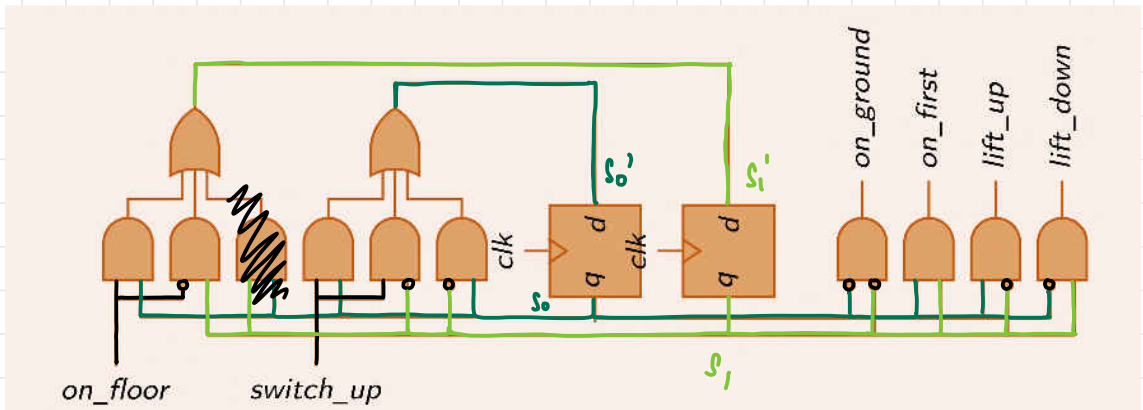 on_ground
on_first
lift_up
lift_down
S₀'
S₁'
clk
d
q
clk
d
q
S₀
S₁
on_floor
switch_up